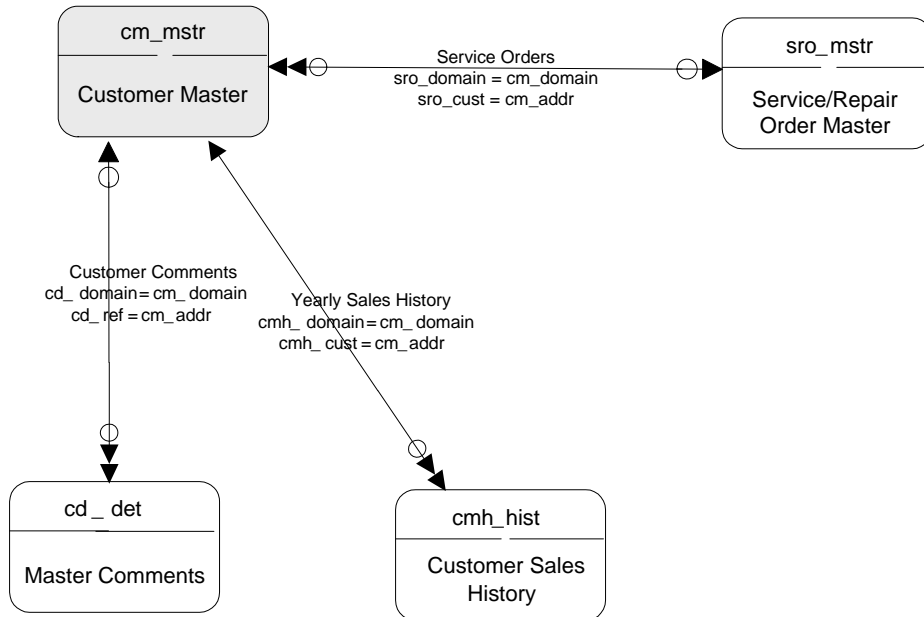 cm_mstr
Customer Master
Service Orders
sro_domain = cm_domain
sro_cust = cm_addr
sro_mstr
Service/Repair
Order Master
Customer Comments
cd_ domain = cm_ domain
cd_ ref = cm_addr
Yearly Sales History
cmh_ domain = cm_ domain
cmh_ cust = cm_addr
cd _ det
Master Comments
cmh_hist
Customer Sales
History